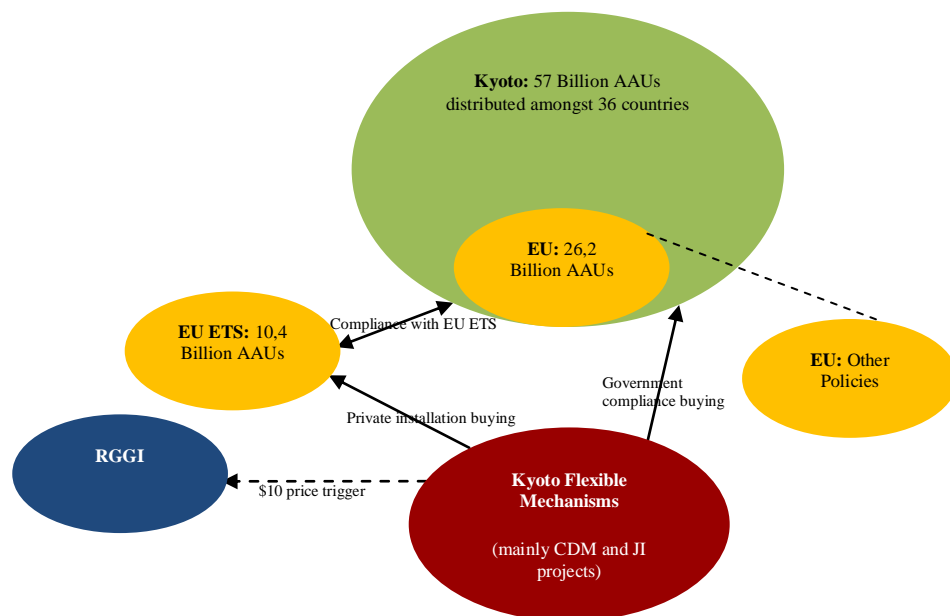 Kyoto: 57 Billion AAUs
distributed amongst 36 countries
EU: 26,2
Billion AAUs
Compliance with EU ETS
EU ETS: 10,4
Billion AAUs
EU: Other
Policies
Government
compliance buying
Private installation buying
RGGI
$10 price trigger
Kyoto Flexible
Mechanisms
(mainly CDM and JI
projects)